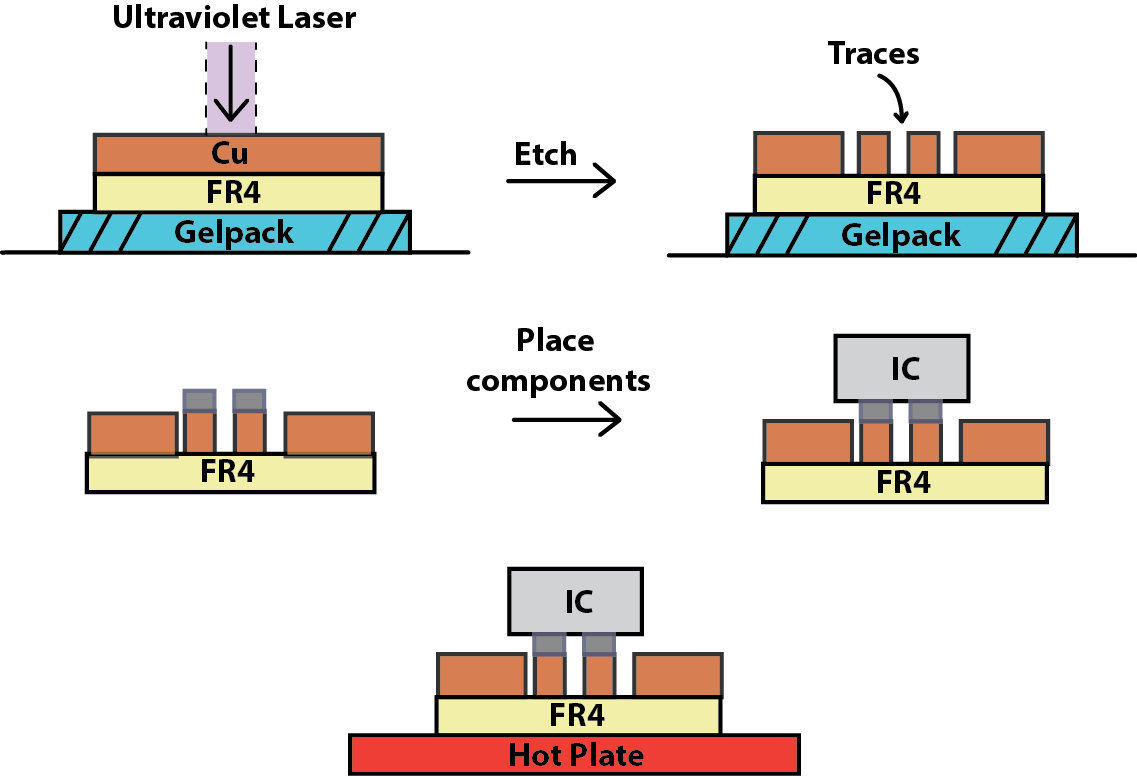 Ultraviolet Laser
Cu
FR4
Gelpack
Etch
Traces
FR4
Gelpack
FR4
Place
components
IC
FR4
IC
FR4
Hot Plate